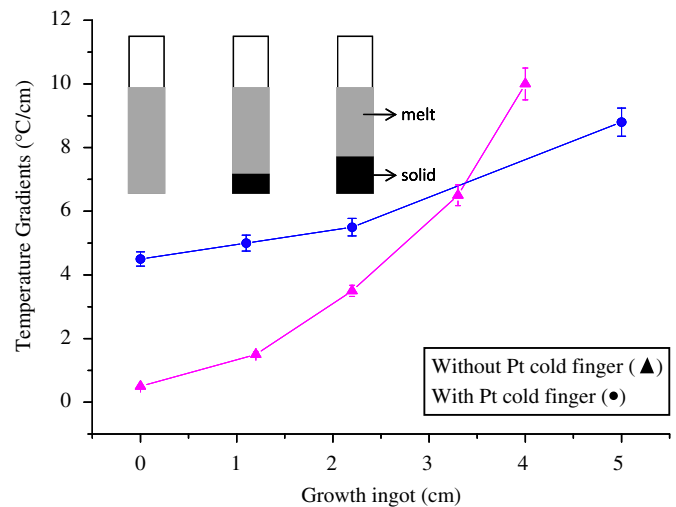 12
10
8
6
4
2
0
Temperature Gradients (°C/cm)
melt
solid
Without Pt cold finger (▲)
With Pt cold finger (●)
0 1 2 3 4 5
Growth ingot (cm)